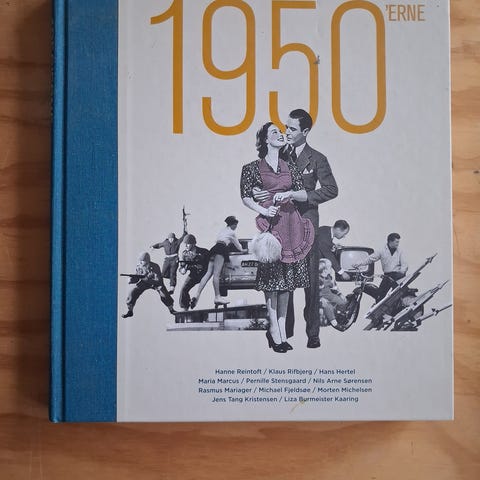 1950
'ERNE
Hanne Reintoft / Klaus Rifbjerg / Hans Hertel
Maria Marcus / Pernille Stensgaard / Nils Arne Sørensen
Rasmus Mariager / Michael Fjeldsøe / Morten Michelsen
Jens Tang Kristensen / Liza Burmeister Kaaring